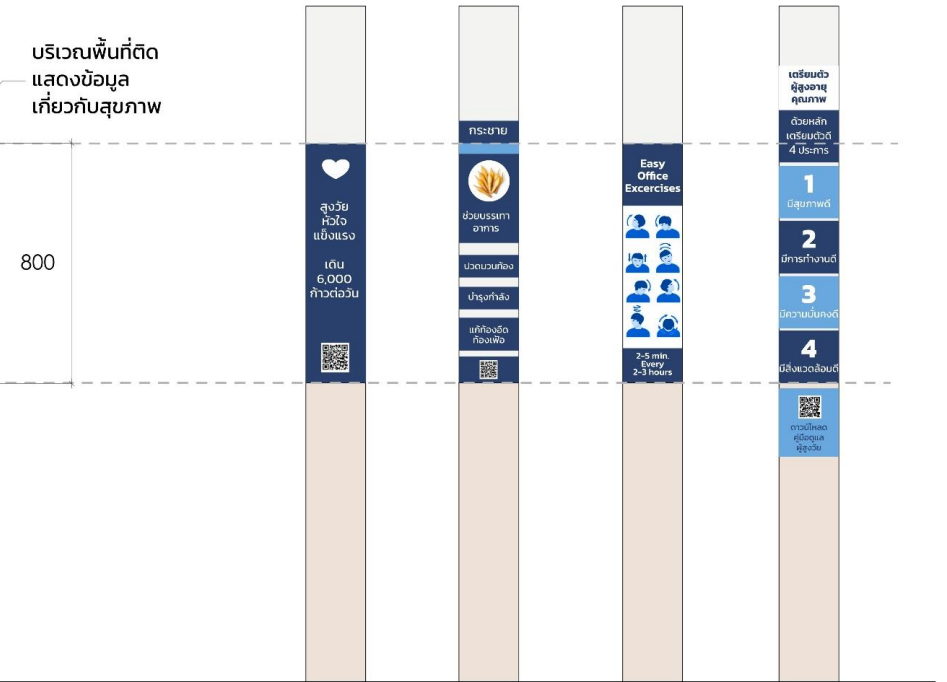 บริเวณพื้นที่ติด
แสดงข้อมูล
เกี่ยวกับสุขภาพ
800
สูงวัย
หัวใจ
แข็งแรง
เดิน
6,000
ก้าวต่อวัน
กระชาย
ช่วยบรรเทา
อาการ
ปวดมวนท้อง
บำรุงกำลัง
แก้ท้องอืด
ท้องเฟ้อ
Easy
Office
Excercises
2-5 min.
Every
2-3 hours
เตรียมตัว
ผู้สูงอายุ
คุณภาพ
ด้วยหลัก
เตรียมตัวดี
4 ประการ
1
มีสุขภาพดี
2
มีการทำงานดี
3
มีความมั่นคงดี
4
มีสิ่งแวดล้อมดี
ดาวน์โหลด
คู่มือดูแล
ผู้สูงวัย